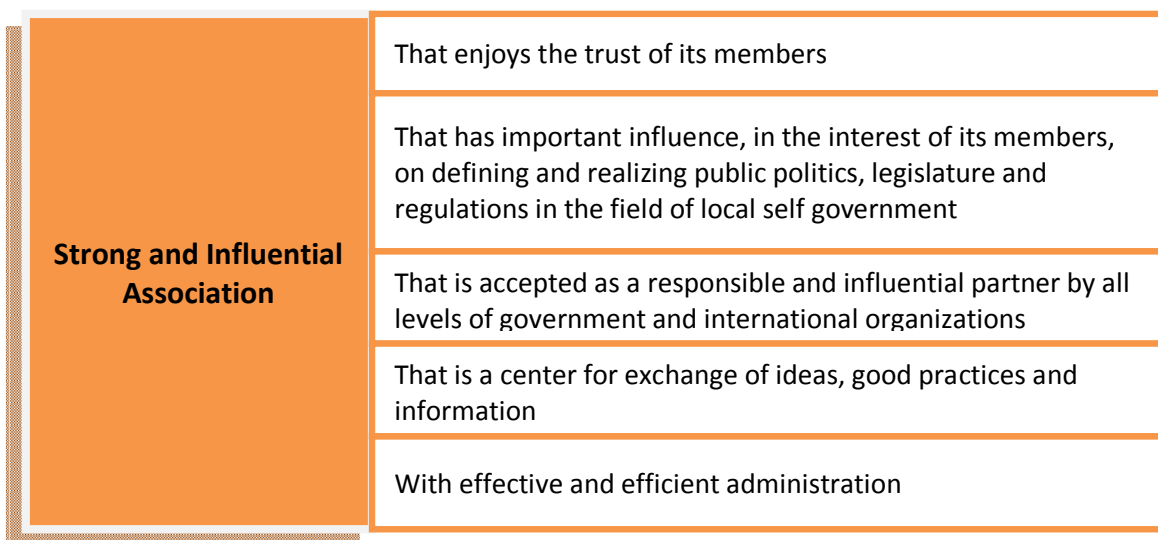 Strong and Influential
Association
That enjoys the trust of its members
That has important influence, in the interest of its members,
on defining and realizing public politics, legislature and
regulations in the field of local self government
That is accepted as a responsible and influential partner by all
levels of government and international organizations
That is a center for exchange of ideas, good practices and
information
With effective and efficient administration